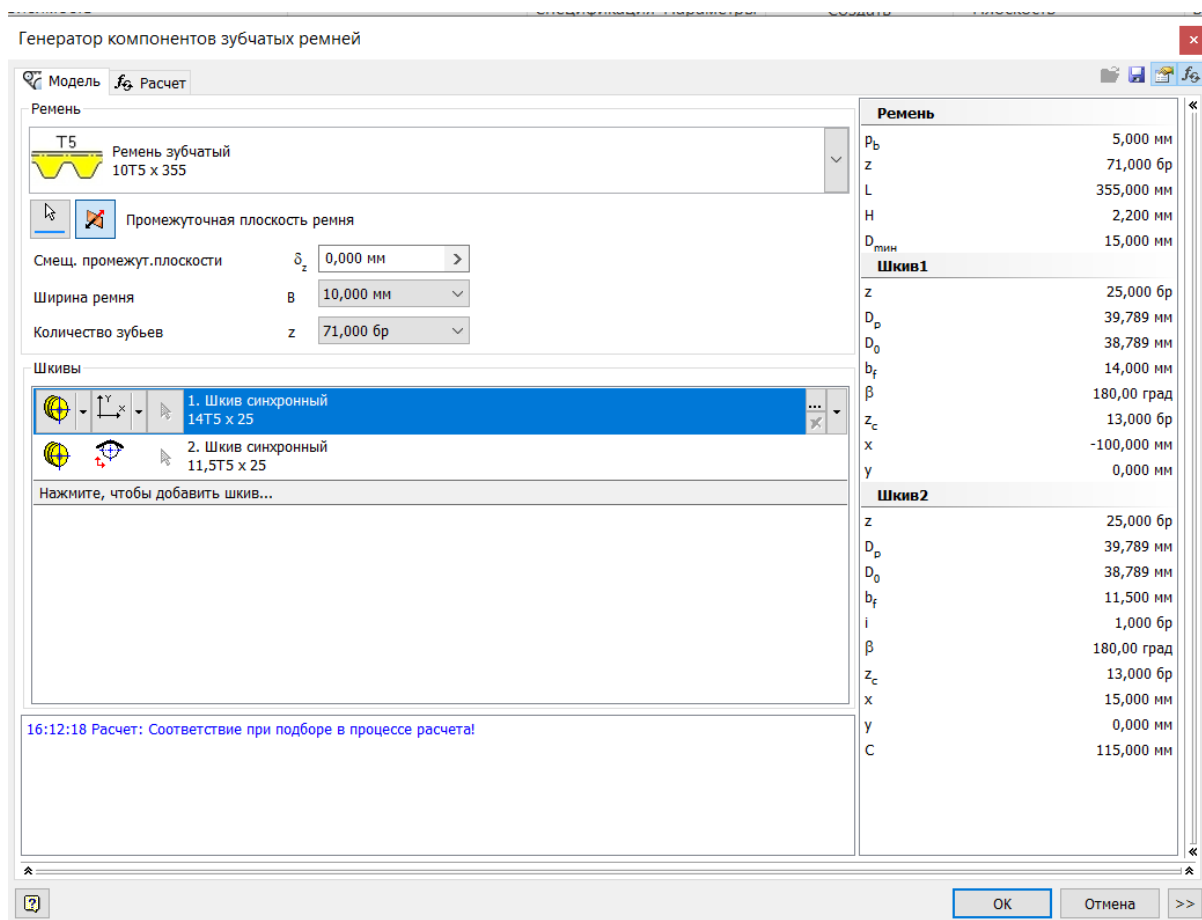 Спецификация Параметры Создать Плоскость
Генератор компонентов зубчатых ремней
Модель
Расчет
Ремень
T5
Ремень зубчатый
10T5 x 355
Промежуточная плоскость ремня
Смещ. промежут.плоскости δz 0,000 мм
Ширина ремня B 10,000 мм
Количество зубьев z 71,000 бр
Шкивы
1. Шкив синхронный
14T5 x 25
2. Шкив синхронный
11,5T5 x 25
Нажмите, чтобы добавить шкив...
16:12:18 Расчет: Соответствие при подборе в процессе расчета!
Ремень
pb 5,000 мм
z 71,000 бр
L 355,000 мм
H 2,200 мм
Dмин 15,000 мм
Шкив1
z 25,000 бр
Dp 39,789 мм
D0 38,789 мм
bf 14,000 мм
β 180,00 град
zc 13,000 бр
x -100,000 мм
y 0,000 мм
Шкив2
z 25,000 бр
Dp 39,789 мм
D0 38,789 мм
bf 11,500 мм
i 1,000 бр
β 180,00 град
zc 13,000 бр
x 15,000 мм
y 0,000 мм
C 115,000 мм
OK
Отмена
>>